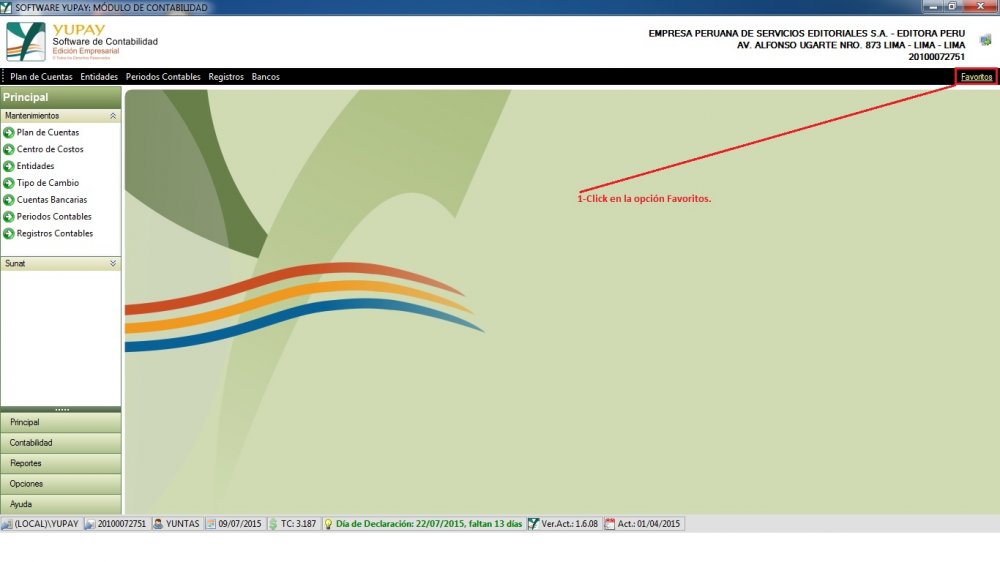 SOFTWARE YUPAY: MÓDULO DE CONTABILIDAD
YUPAY
Software de Contabilidad
Edición Empresarial
© Todos los Derechos Reservados
EMPRESA PERUANA DE SERVICIOS EDITORIALES S.A. - EDITORA PERU
AV. ALFONSO UGARTE NRO. 873 LIMA - LIMA - LIMA
20100072751
Plan de Cuentas Entidades Periodos Contables Registros Bancos Favoritos
Principal
Mantenimientos
Plan de Cuentas
Centro de Costos
Entidades
Tipo de Cambio
Cuentas Bancarias
Periodos Contables
Registros Contables
1-Click en la opción Favoritos.
Sunat
Principal
Contabilidad
Reportes
Opciones
Ayuda
(LOCAL)\YUPAY 20100072751 YUNTAS 09/07/2015 TC: 3.187 Día de Declaración: 22/07/2015, faltan 13 días Ver.Act.: 1.6.08 Act.: 01/04/2015